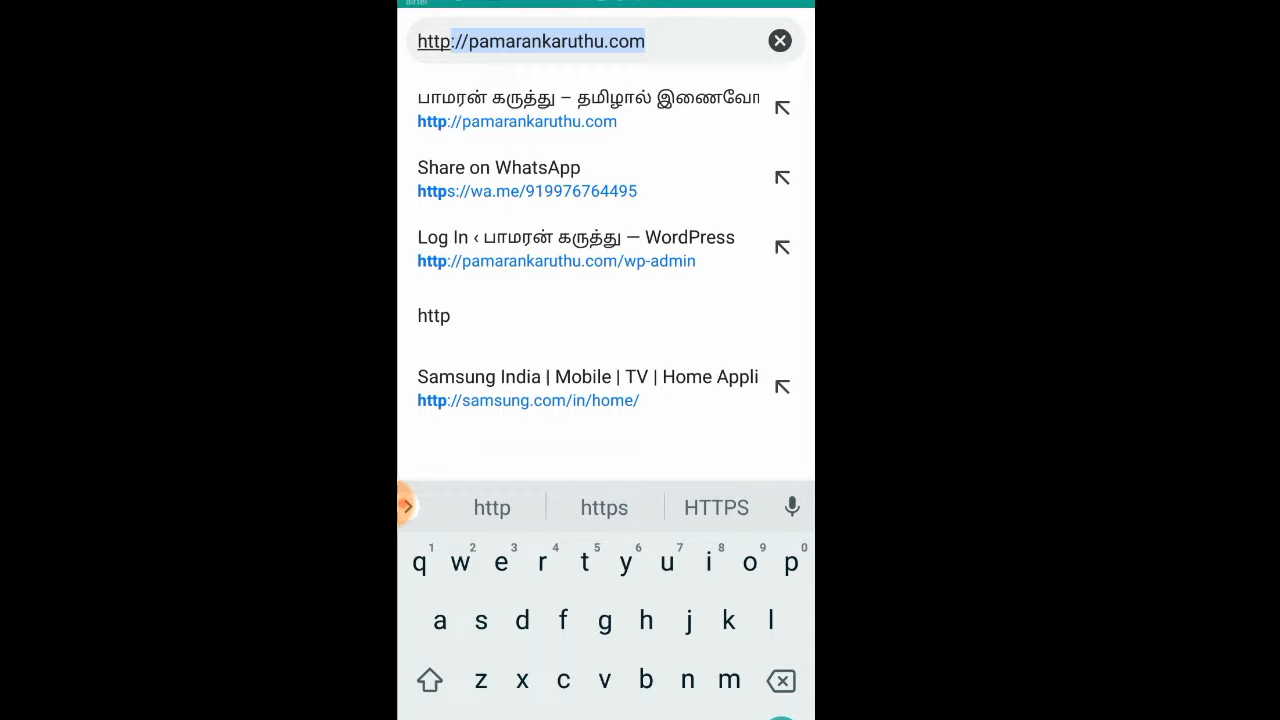 airtel
http://pamarankaruthu.com
பாமரன் கருத்து – தமிழால் இணைவோ
http://pamarankaruthu.com
Share on WhatsApp
https://wa.me/919976764495
Log In ‹ பாமரன் கருத்து — WordPress
http://pamarankaruthu.com/wp-admin
http
Samsung India | Mobile | TV | Home Appli
http://samsung.com/in/home/
http https HTTPS
1 2 3 4 5 6 7 8 9 0
q w e r t y u i o p
a s d f g h j k l
z x c v b n m